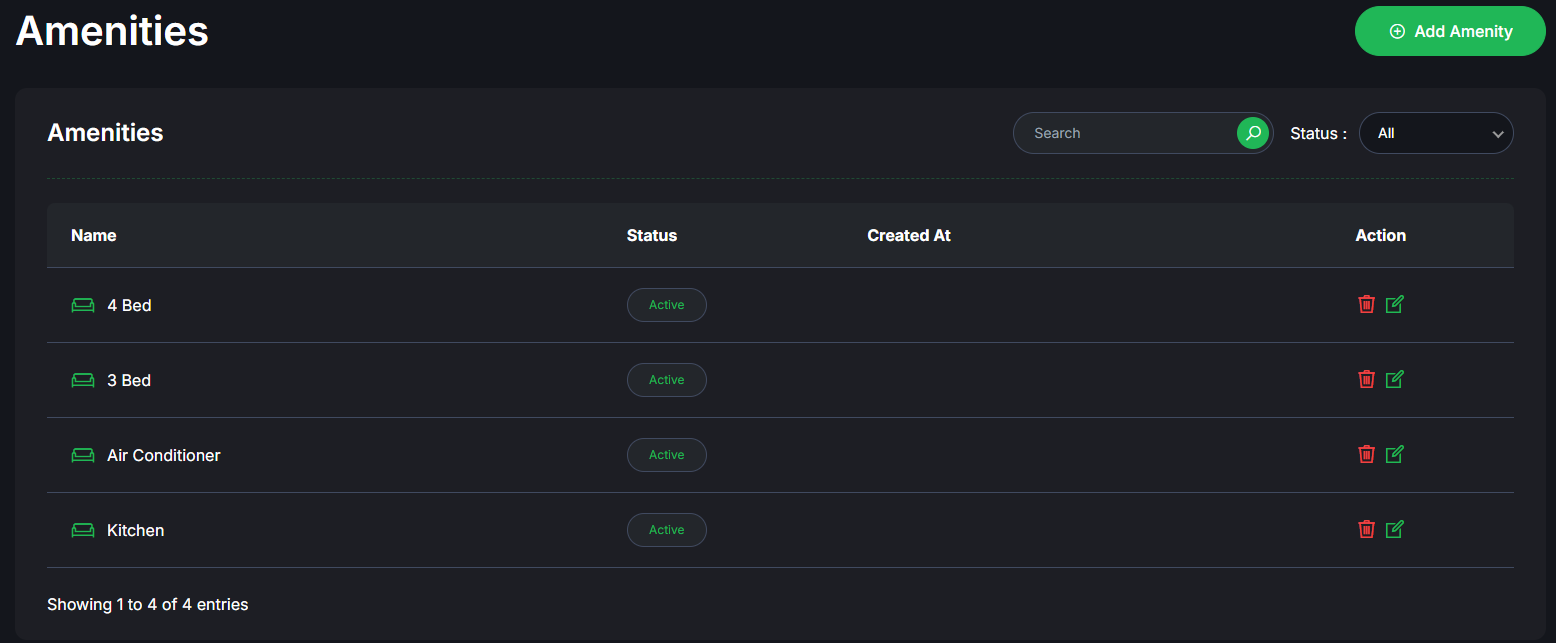 Amenities
Add Amenity
Amenities
Search
Status :
All
Name Status Created At Action
4 Bed Active
3 Bed Active
Air Conditioner Active
Kitchen Active
Showing 1 to 4 of 4 entries